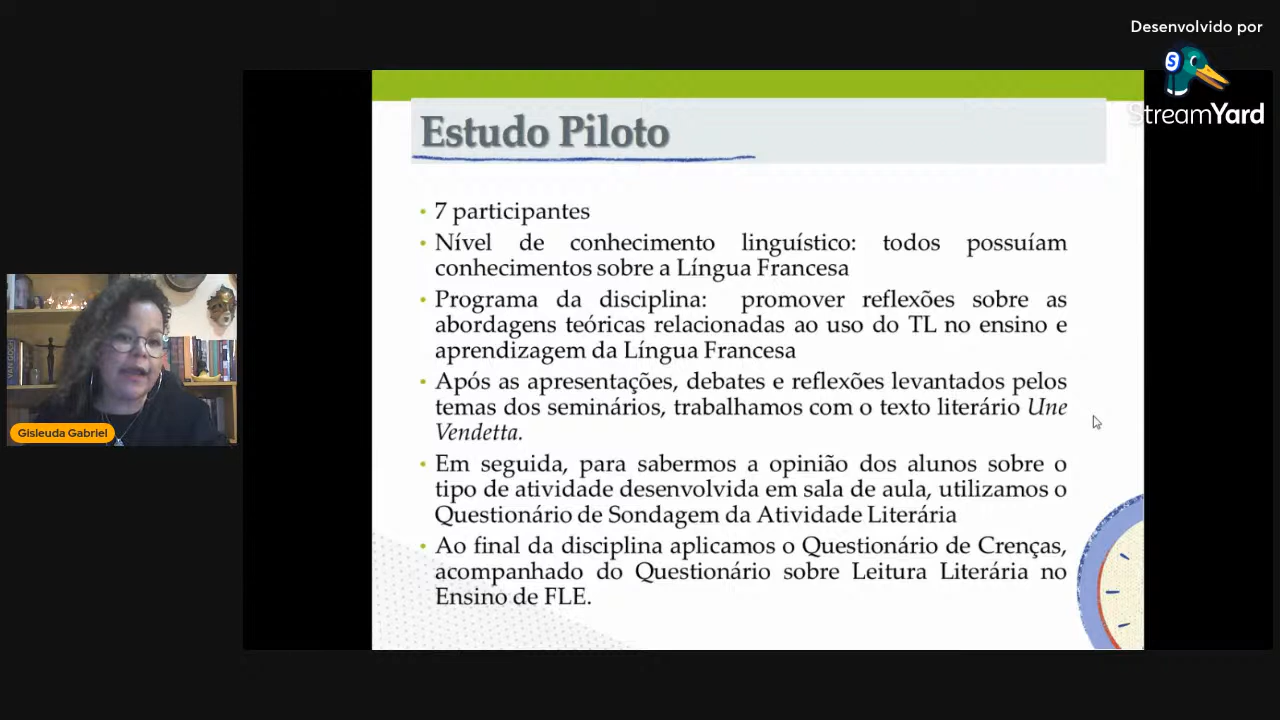 Desenvolvido por
StreamYard
Estudo Piloto
• 7 participantes
• Nível de conhecimento linguístico: todos possuíam
conhecimentos sobre a Língua Francesa
• Programa da disciplina: promover reflexões sobre as
abordagens teóricas relacionadas ao uso do TL no ensino e
aprendizagem da Língua Francesa
• Após as apresentações, debates e reflexões levantados pelos
temas dos seminários, trabalhamos com o texto literário Une
Vendetta.
• Em seguida, para sabermos a opinião dos alunos sobre o
tipo de atividade desenvolvida em sala de aula, utilizamos o
Questionário de Sondagem da Atividade Literária
• Ao final da disciplina aplicamos o Questionário de Crenças,
acompanhado do Questionário sobre Leitura Literária no
Ensino de FLE.
VAN GOGH
Gisleuda Gabriel